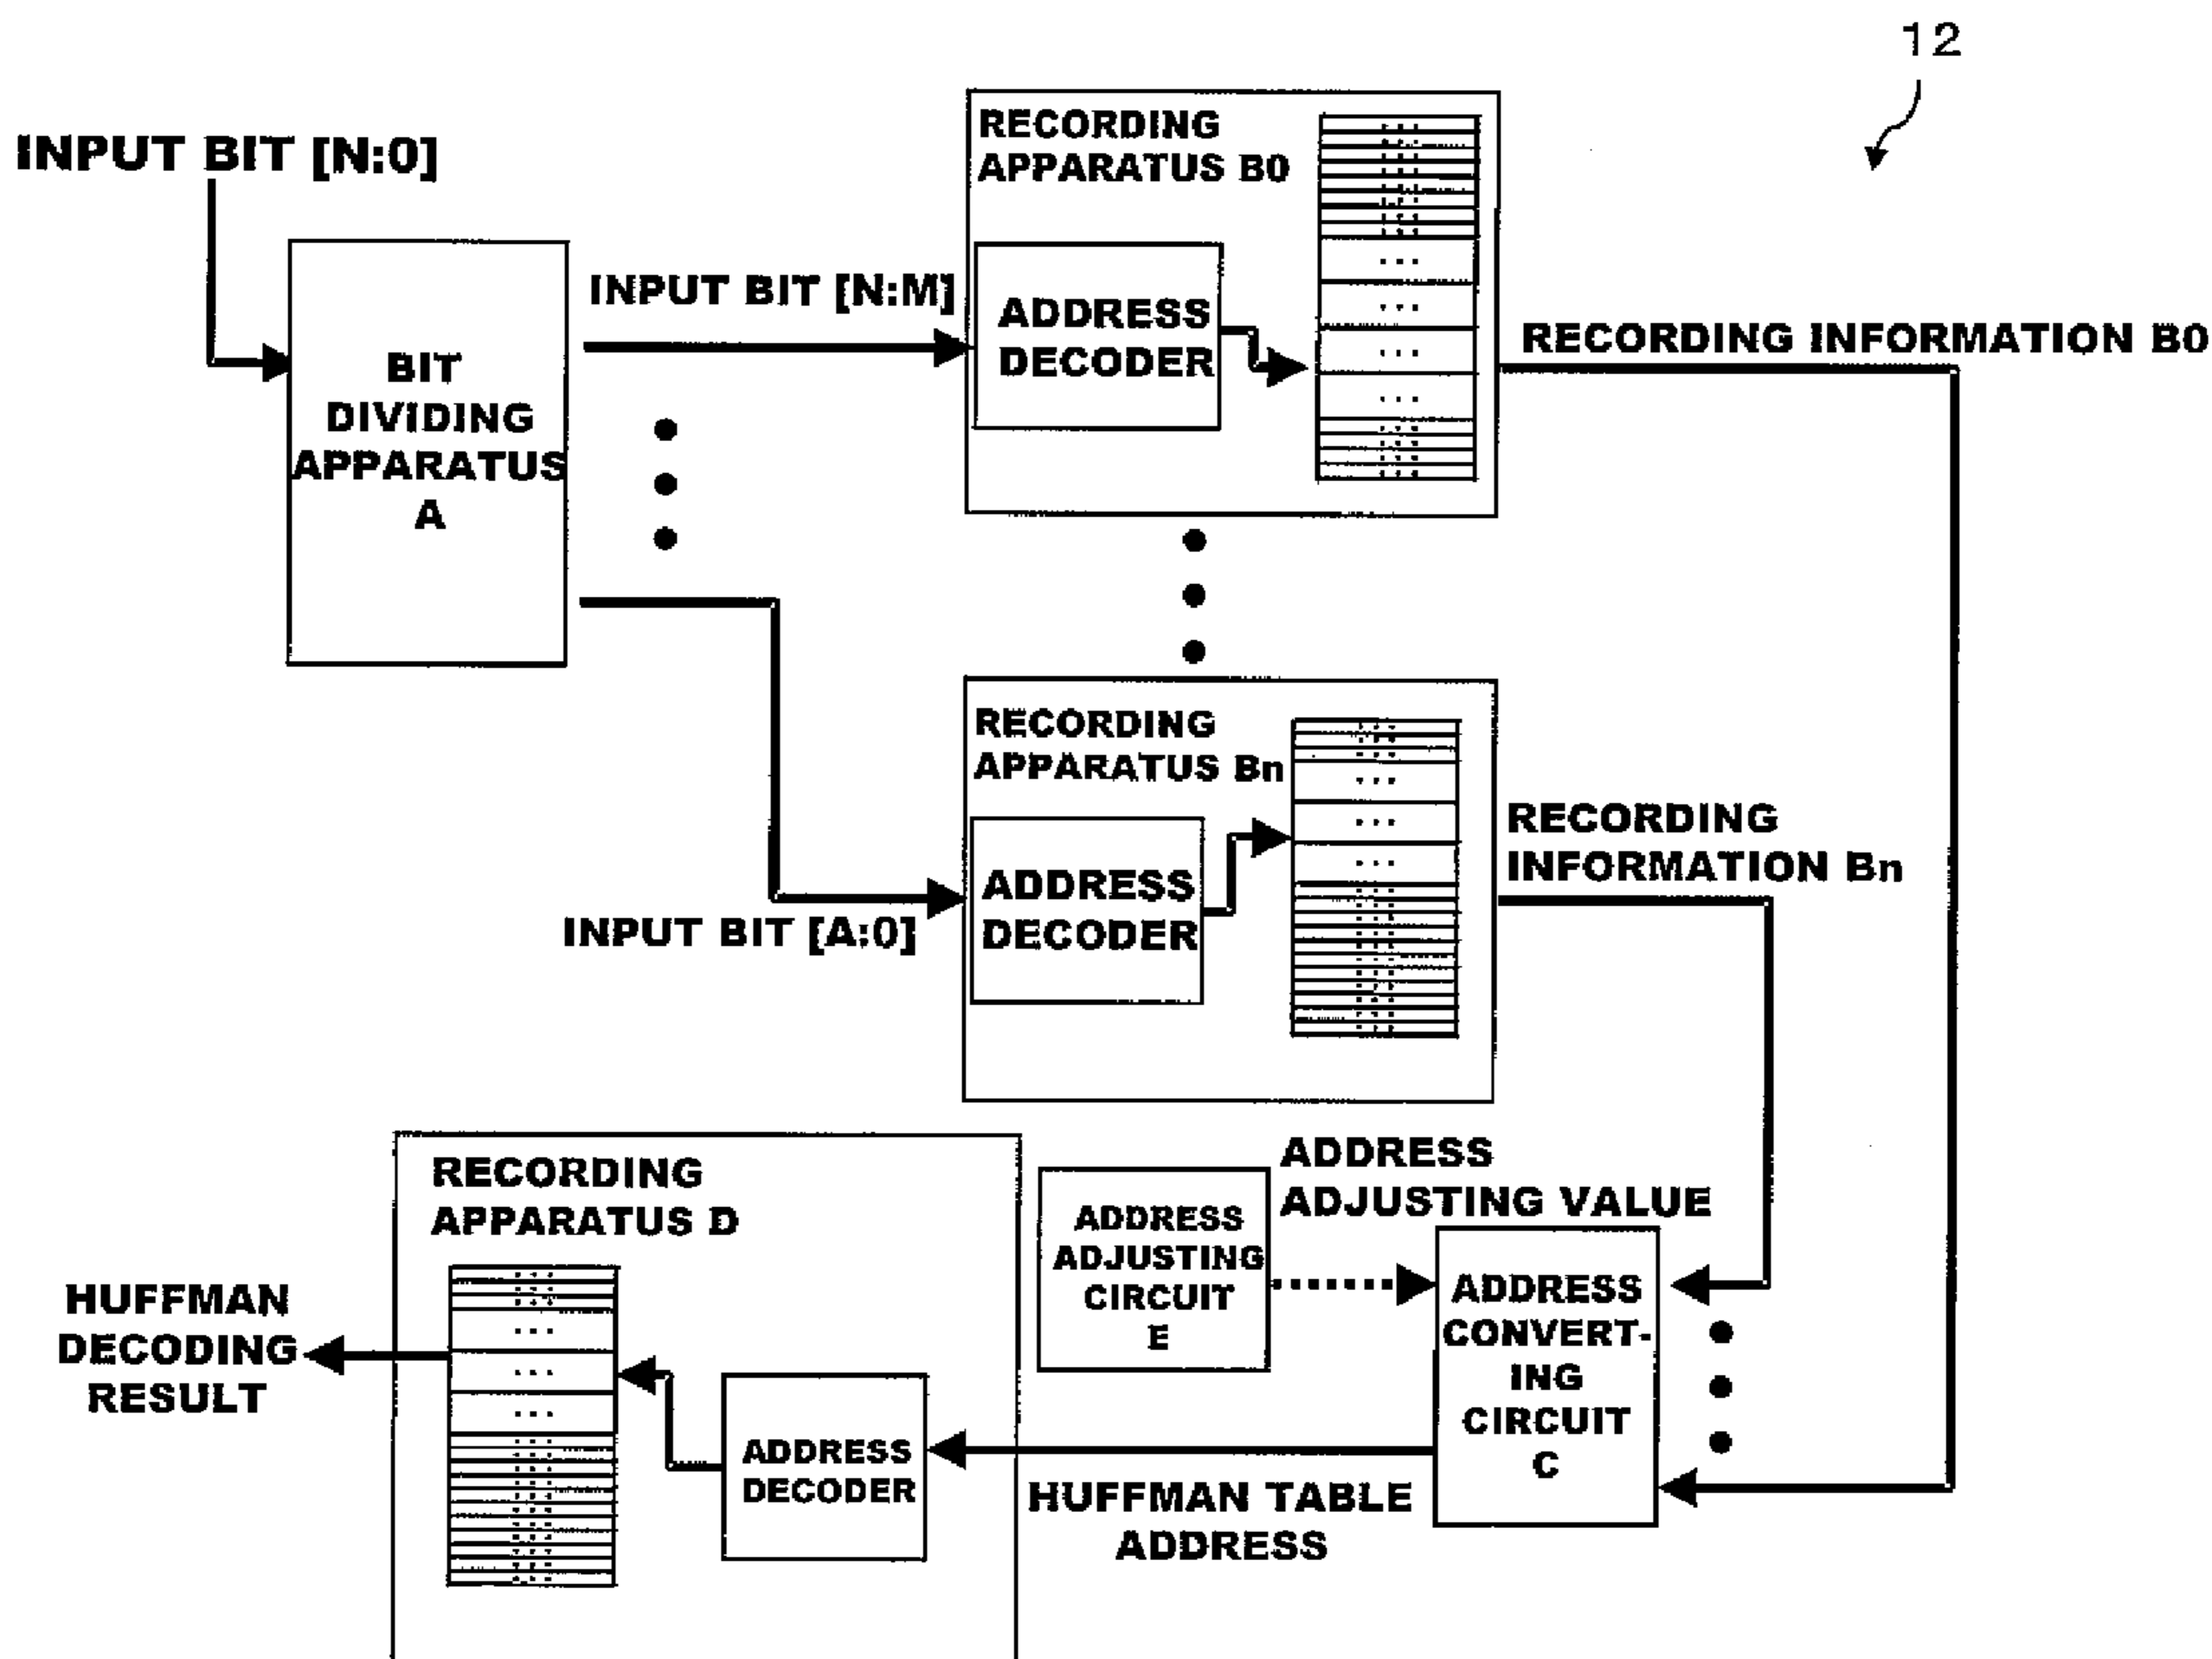 12
INPUT BIT [N:0]
BIT
DIVIDING
APPARATUS
A
INPUT BIT [N:M]
RECORDING
APPARATUS B0
ADDRESS
DECODER
RECORDING INFORMATION B0
RECORDING
APPARATUS Bn
ADDRESS
DECODER
INPUT BIT [A:0]
RECORDING
INFORMATION Bn
RECORDING
APPARATUS D
ADDRESS
ADJUSTING
CIRCUIT
E
ADDRESS
ADJUSTING VALUE
ADDRESS
CONVERT-
ING
CIRCUIT
C
HUFFMAN
DECODING
RESULT
ADDRESS
DECODER
HUFFMAN TABLE
ADDRESS